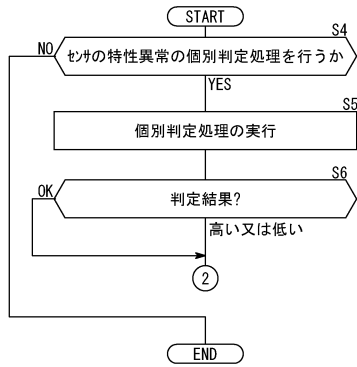 START
S4
NO
ｾﾝｻの特性異常の個別判定処理を行うか
YES
S5
個別判定処理の実行
S6
OK
判定結果?
高い又は低い
2
END